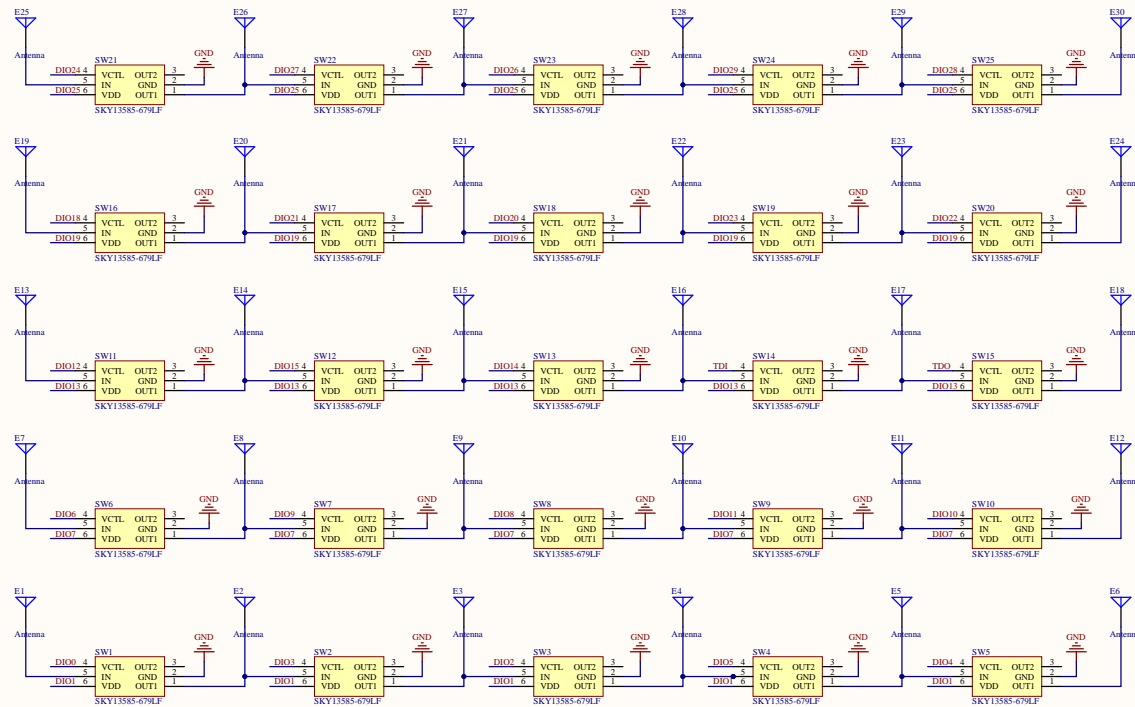 E25 E26 E27 E28 E29 E30
Antenna Antenna Antenna Antenna Antenna Antenna
GND GND GND GND GND
SW21 SW22 SW23 SW24 SW25
DIO24 4 VCTL OUT2 3 DIO27 4 VCTL OUT2 3 DIO26 4 VCTL OUT2 3 DIO29 4 VCTL OUT2 3 DIO28 4 VCTL OUT2 3
5 IN GND 2 5 IN GND 2 5 IN GND 2 5 IN GND 2 5 IN GND 2
DIO25 6 VDD OUT1 1 DIO25 6 VDD OUT1 1 DIO25 6 VDD OUT1 1 DIO25 6 VDD OUT1 1 DIO25 6 VDD OUT1 1
SKY13585-679LF SKY13585-679LF SKY13585-679LF SKY13585-679LF SKY13585-679LF
E19 E20 E21 E22 E23 E24
Antenna Antenna Antenna Antenna Antenna Antenna
GND GND GND GND GND
SW16 SW17 SW18 SW19 SW20
DIO18 4 VCTL OUT2 3 DIO21 4 VCTL OUT2 3 DIO20 4 VCTL OUT2 3 DIO23 4 VCTL OUT2 3 DIO22 4 VCTL OUT2 3
5 IN GND 2 5 IN GND 2 5 IN GND 2 5 IN GND 2 5 IN GND 2
DIO19 6 VDD OUT1 1 DIO19 6 VDD OUT1 1 DIO19 6 VDD OUT1 1 DIO19 6 VDD OUT1 1 DIO19 6 VDD OUT1 1
SKY13585-679LF SKY13585-679LF SKY13585-679LF SKY13585-679LF SKY13585-679LF
E13 E14 E15 E16 E17 E18
Antenna Antenna Antenna Antenna Antenna Antenna
GND GND GND GND GND
SW11 SW12 SW13 SW14 SW15
DIO12 4 VCTL OUT2 3 DIO15 4 VCTL OUT2 3 DIO14 4 VCTL OUT2 3 TDI 4 VCTL OUT2 3 TDO 4 VCTL OUT2 3
5 IN GND 2 5 IN GND 2 5 IN GND 2 5 IN GND 2 5 IN GND 2
DIO13 6 VDD OUT1 1 DIO13 6 VDD OUT1 1 DIO13 6 VDD OUT1 1 DIO13 6 VDD OUT1 1 DIO13 6 VDD OUT1 1
SKY13585-679LF SKY13585-679LF SKY13585-679LF SKY13585-679LF SKY13585-679LF
E7 E8 E9 E10 E11 E12
Antenna Antenna Antenna Antenna Antenna Antenna
GND GND GND GND GND
SW6 SW7 SW8 SW9 SW10
DIO6 4 VCTL OUT2 3 DIO9 4 VCTL OUT2 3 DIO8 4 VCTL OUT2 3 DIO11 4 VCTL OUT2 3 DIO10 4 VCTL OUT2 3
5 IN GND 2 5 IN GND 2 5 IN GND 2 5 IN GND 2 5 IN GND 2
DIO7 6 VDD OUT1 1 DIO7 6 VDD OUT1 1 DIO7 6 VDD OUT1 1 DIO7 6 VDD OUT1 1 DIO7 6 VDD OUT1 1
SKY13585-679LF SKY13585-679LF SKY13585-679LF SKY13585-679LF SKY13585-679LF
E1 E2 E3 E4 E5 E6
Antenna Antenna Antenna Antenna Antenna Antenna
GND GND GND GND GND
SW1 SW2 SW3 SW4 SW5
DIO0 4 VCTL OUT2 3 DIO3 4 VCTL OUT2 3 DIO2 4 VCTL OUT2 3 DIO5 4 VCTL OUT2 3 DIO4 4 VCTL OUT2 3
5 IN GND 2 5 IN GND 2 5 IN GND 2 5 IN GND 2 5 IN GND 2
DIO1 6 VDD OUT1 1 DIO1 6 VDD OUT1 1 DIO1 6 VDD OUT1 1 DIO1 6 VDD OUT1 1 DIO1 6 VDD OUT1 1
SKY13585-679LF SKY13585-679LF SKY13585-679LF SKY13585-679LF SKY13585-679LF